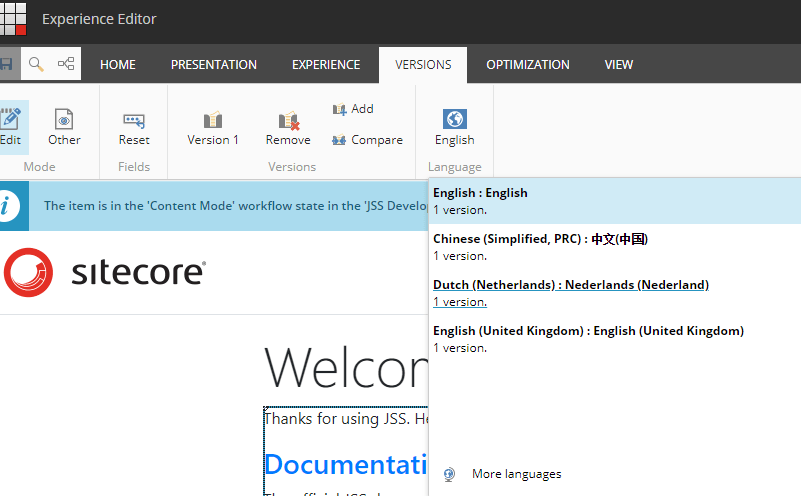 Experience Editor
HOME PRESENTATION EXPERIENCE VERSIONS OPTIMIZATION VIEW
Edit Other Reset Version 1 Remove Add Compare English
Mode Fields Versions Language
The item is in the 'Content Mode' workflow state in the 'JSS Develo
English : English
1 version.
Chinese (Simplified, PRC) : 中文(中国)
1 version.
Dutch (Netherlands) : Nederlands (Nederland)
1 version.
English (United Kingdom) : English (United Kingdom)
1 version.
More languages
sitecore
Welcom
Thanks for using JSS. He
Documentati